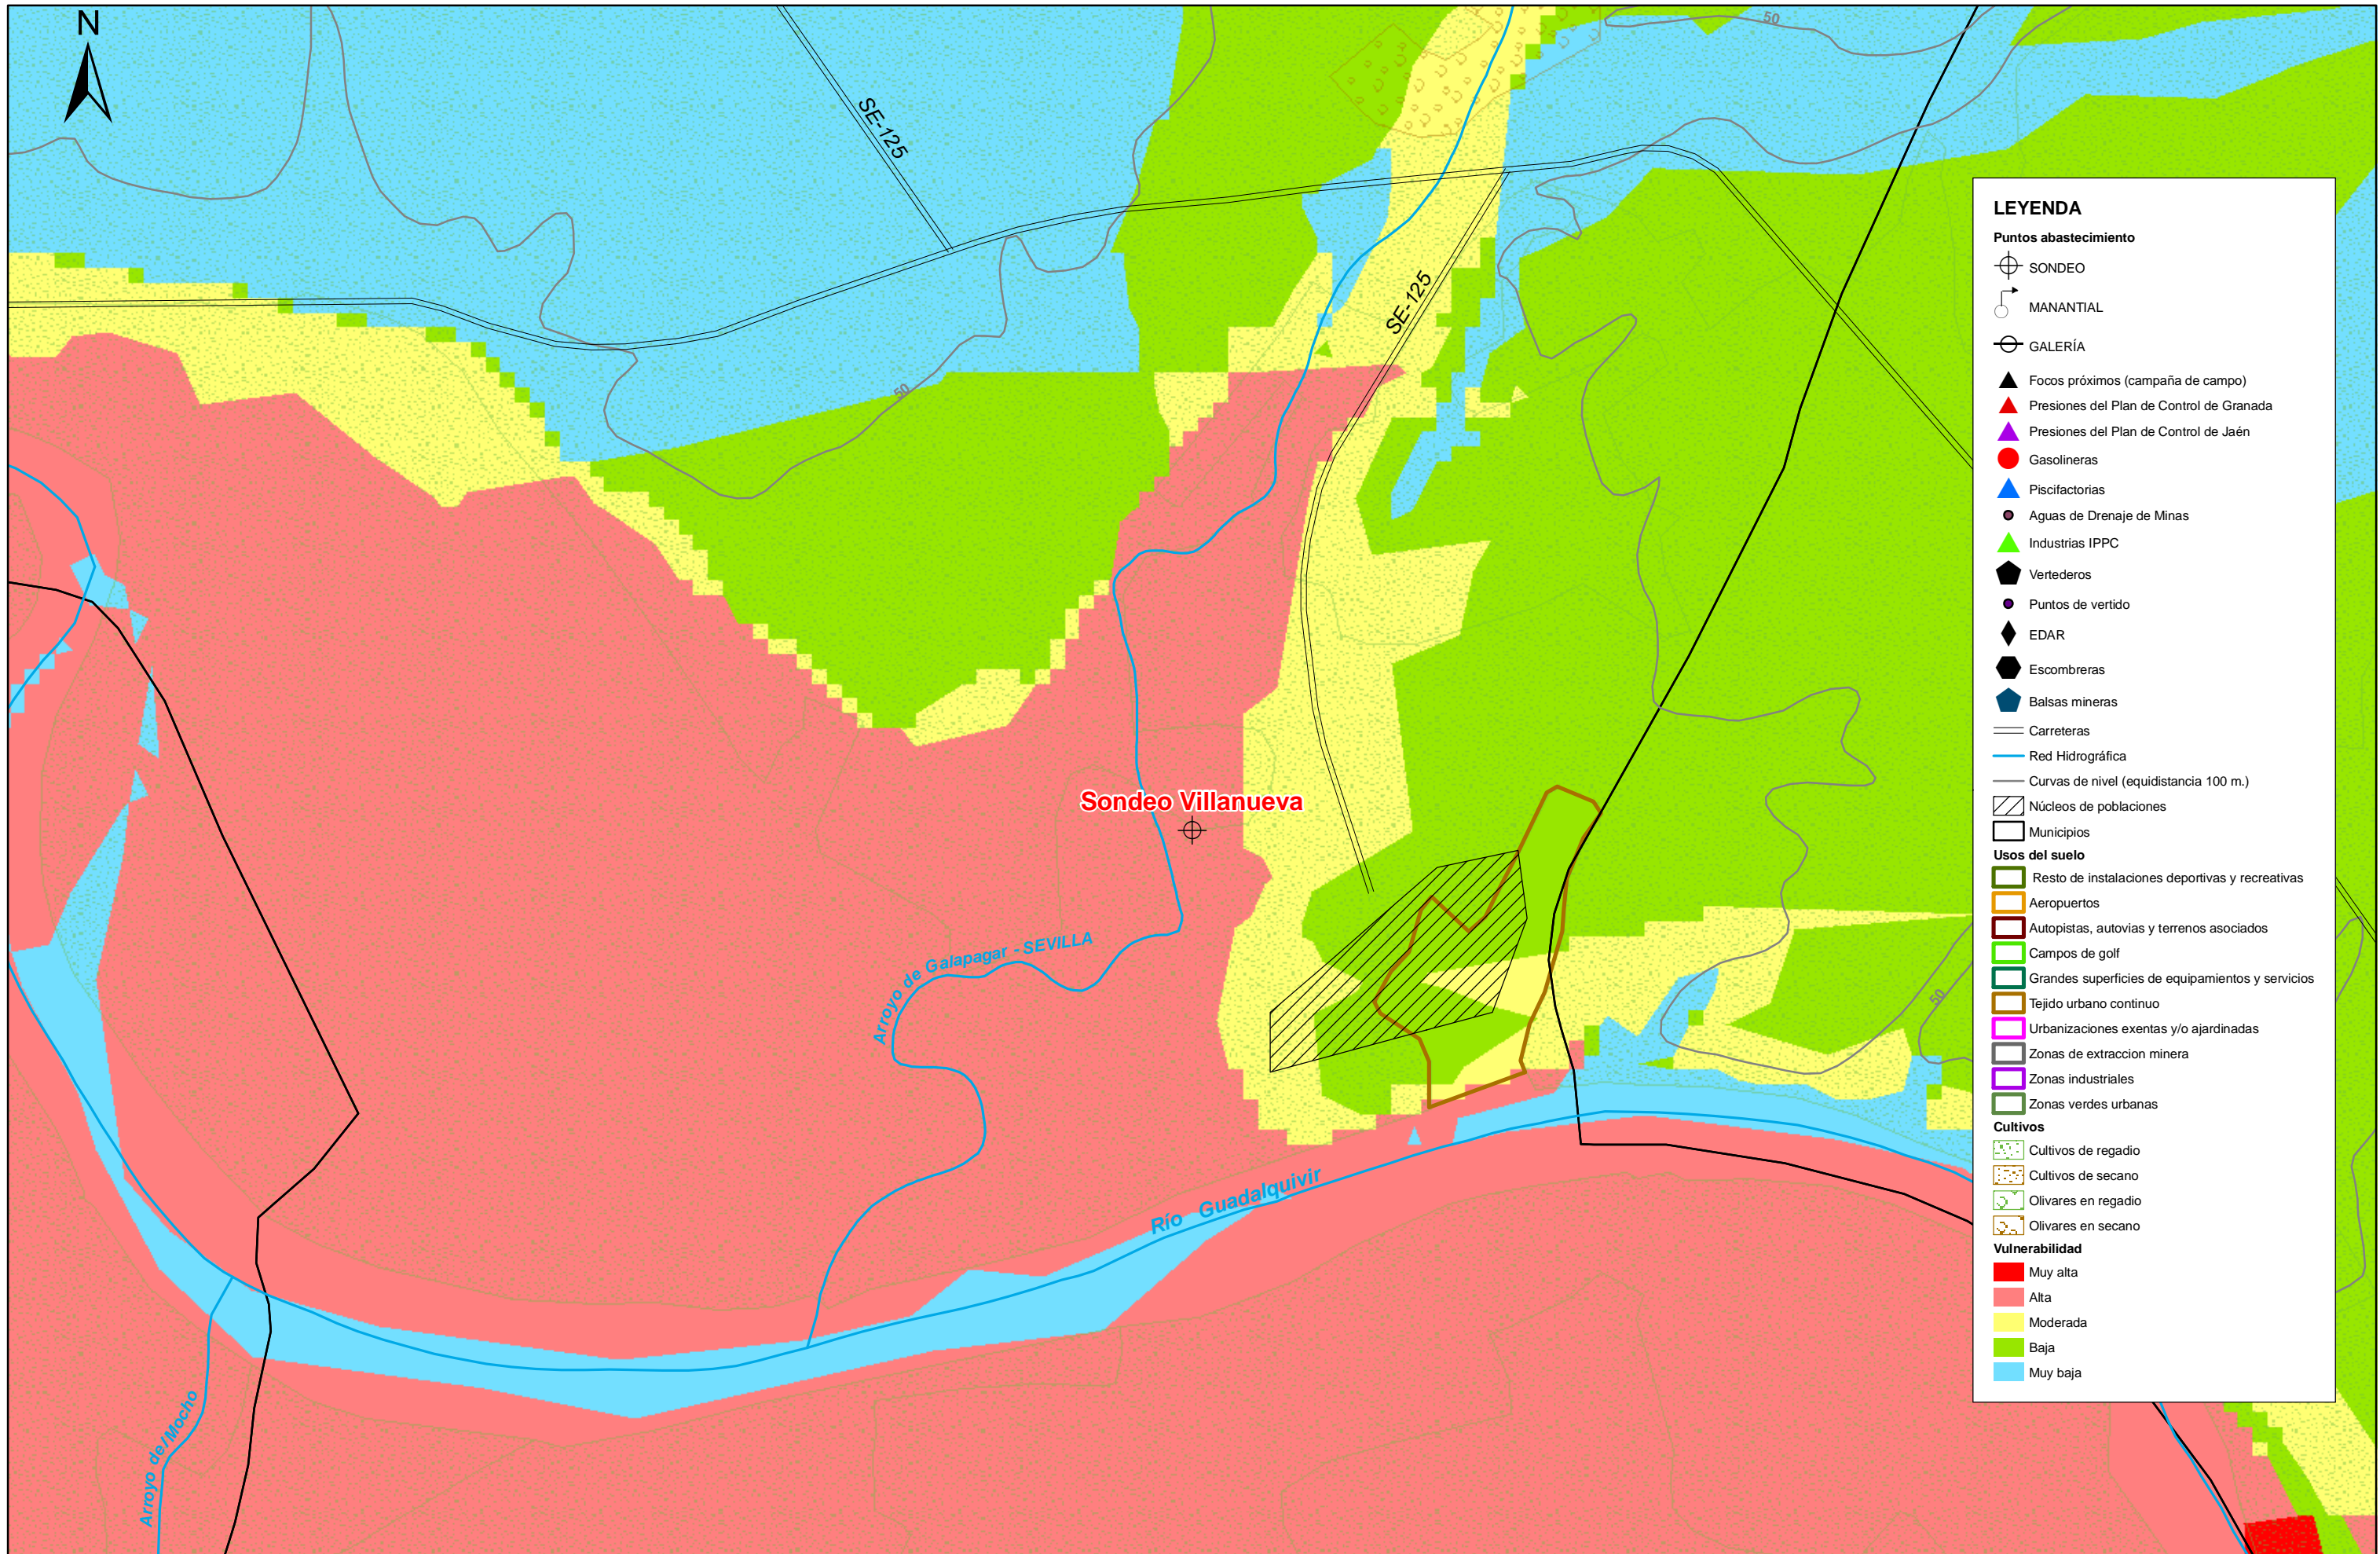 N
50
SE-125
SE-125
50
Sondeo Villanueva
Arroyo de Galapagar - SEVILLA
Río Guadalquivir
Arroyo del Mocho
50
LEYENDA
Puntos abastecimiento
SONDEO
MANANTIAL
GALERÍA
Focos próximos (campaña de campo)
Presiones del Plan de Control de Granada
Presiones del Plan de Control de Jaén
Gasolineras
Piscifactorias
Aguas de Drenaje de Minas
Industrias IPPC
Vertederos
Puntos de vertido
EDAR
Escombreras
Balsas mineras
Carreteras
Red Hidrográfica
Curvas de nivel (equidistancia 100 m.)
Núcleos de poblaciones
Municipios
Usos del suelo
Resto de instalaciones deportivas y recreativas
Aeropuertos
Autopistas, autovias y terrenos asociados
Campos de golf
Grandes superficies de equipamientos y servicios
Tejido urbano continuo
Urbanizaciones exentas y/o ajardinadas
Zonas de extraccion minera
Zonas industriales
Zonas verdes urbanas
Cultivos
Cultivos de regadio
Cultivos de secano
Olivares en regadio
Olivares en secano
Vulnerabilidad
Muy alta
Alta
Moderada
Baja
Muy baja